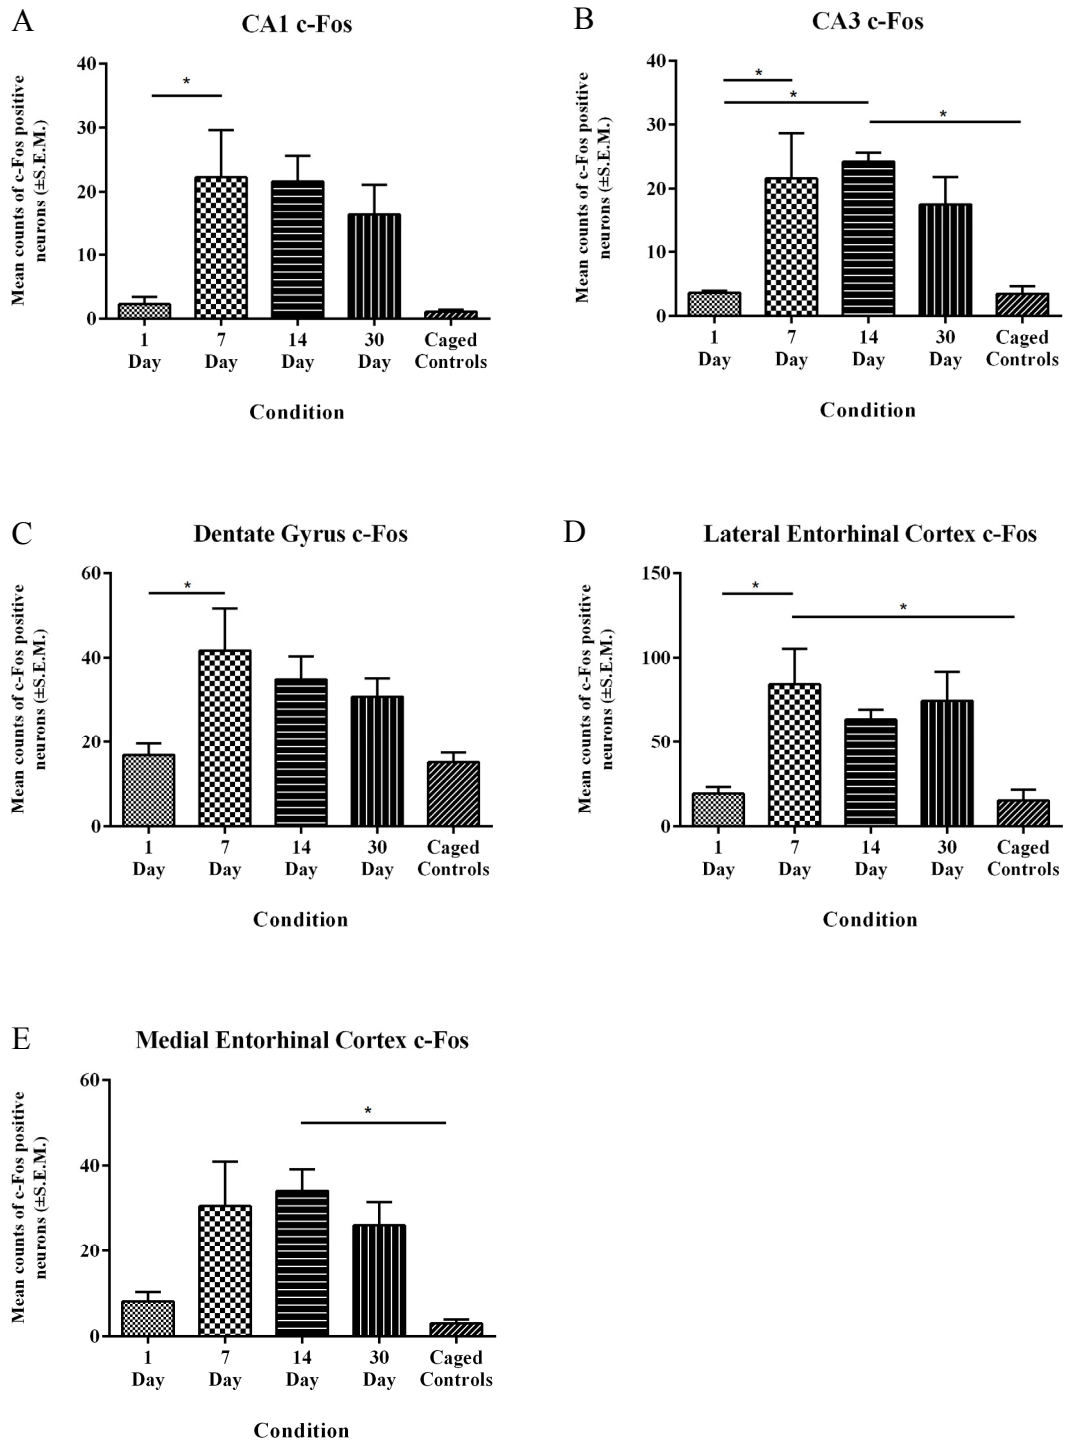 A
CA1 c-Fos
Mean counts of c-Fos positive
neurons (±S.E.M.)
40
30
20
10
0
*
1
Day
7
Day
14
Day
30
Day
Caged
Controls
Condition
B
CA3 c-Fos
Mean counts of c-Fos positive
neurons (±S.E.M.)
40
30
20
10
0
*
*
*
1
Day
7
Day
14
Day
30
Day
Caged
Controls
Condition
C
Dentate Gyrus c-Fos
Mean counts of c-Fos positive
neurons (±S.E.M.)
60
40
20
0
*
1
Day
7
Day
14
Day
30
Day
Caged
Controls
Condition
D
Lateral Entorhinal Cortex c-Fos
Mean counts of c-Fos positive
neurons (±S.E.M.)
150
100
50
0
*
*
1
Day
7
Day
14
Day
30
Day
Caged
Controls
Condition
E
Medial Entorhinal Cortex c-Fos
Mean counts of c-Fos positive
neurons (±S.E.M.)
60
40
20
0
*
1
Day
7
Day
14
Day
30
Day
Caged
Controls
Condition